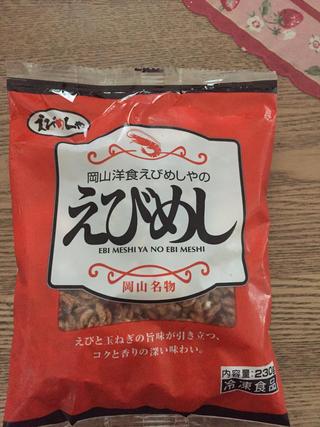 えびめしや
岡山洋食えびめしやの
えびめし
EBI MESHI YA NO EBI MESHI
岡山名物
えびと玉ねぎの旨味が引き立つ、
コクと香りの深い味わい。
内容量:230g
冷凍食品